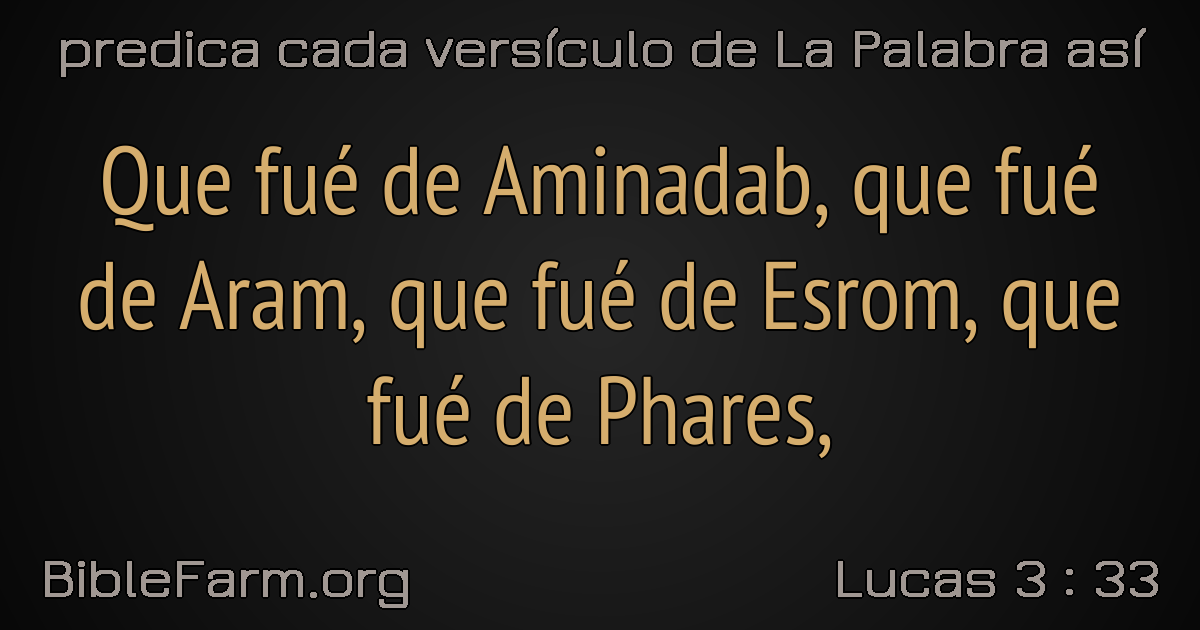 predica cada versículo de La Palabra así
Que fué de Aminadab, que fué
de Aram, que fué de Esrom, que
fué de Phares,
BibleFarm.org
Lucas 3 : 33